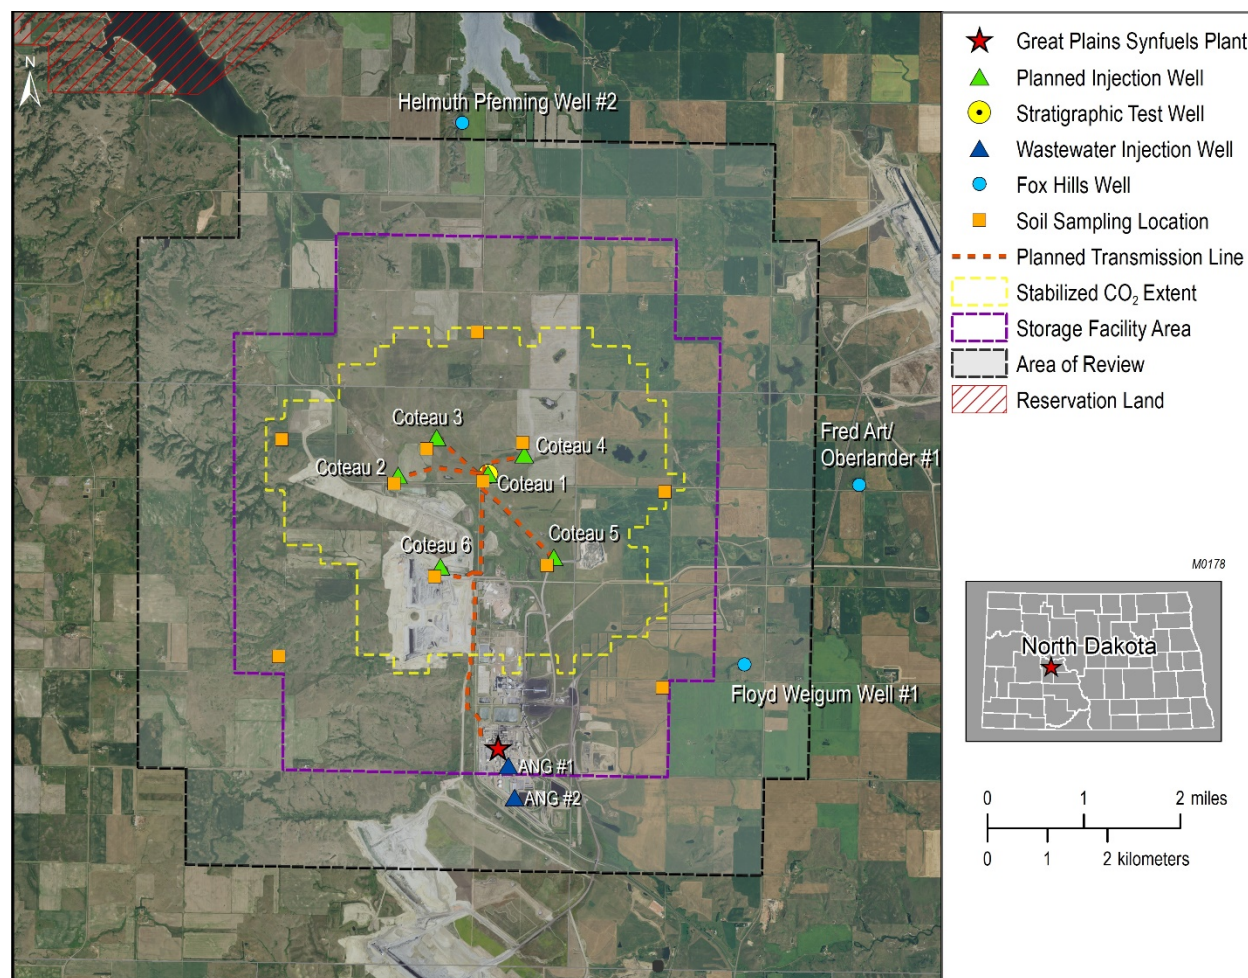 N
Helmuth Pfenning Well #2
Coteau 3
Coteau 4
Coteau 2
Coteau 1
Coteau 5
Coteau 6
Fred Art/
Oberlander #1
Floyd Weigum Well #1
ANG #1
ANG #2
Great Plains Synfuels Plant
Planned Injection Well
Stratigraphic Test Well
Wastewater Injection Well
Fox Hills Well
Soil Sampling Location
Planned Transmission Line
Stabilized CO₂ Extent
Storage Facility Area
Area of Review
Reservation Land
M0178
North Dakota
0 1 2 miles
0 1 2 kilometers